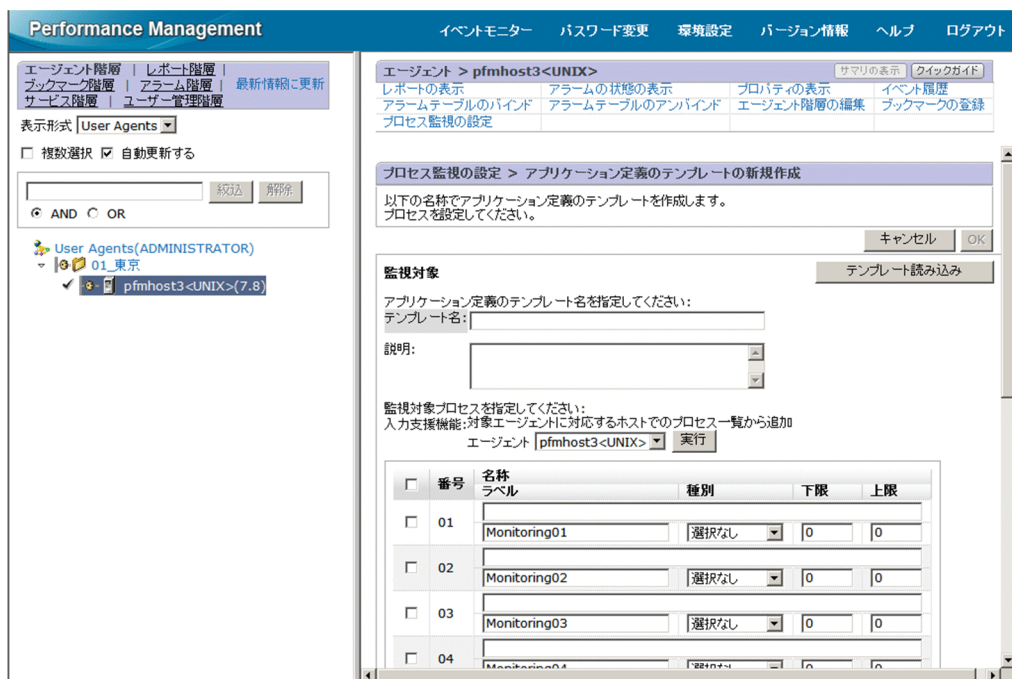 Performance Management
イベントモニター パスワード変更 環境設定 バージョン情報 ヘルプ ログアウト
エージェント階層 | レポート階層 |
ブックマーク階層 | アラーム階層 | 最新情報に更新
サービス階層 | ユーザー管理階層
表示形式 User Agents
複数選択 自動更新する
絞込 解除
AND OR
User Agents(ADMINISTRATOR)
01_東京
pfmhost3<UNIX>(7.8)
エージェント > pfmhost3<UNIX> サマリの表示 クイックガイド
レポートの表示 アラームの状態の表示 プロパティの表示 イベント履歴
アラームテーブルのバインド アラームテーブルのアンバインド エージェント階層の編集 ブックマークの登録
プロセス監視の設定
プロセス監視の設定 > アプリケーション定義のテンプレートの新規作成
以下の名称でアプリケーション定義のテンプレートを作成します。
プロセスを設定してください。
キャンセル OK
監視対象 テンプレート読み込み
アプリケーション定義のテンプレート名を指定してください:
テンプレート名:
説明:
監視対象プロセスを指定してください:
入力支援機能:対象エージェントに対応するホストでのプロセス一覧から追加
エージェント pfmhost3<UNIX> 実行
番号 名称
ラベル 種別 下限 上限
01
Monitoring01 選択なし 0 0
02
Monitoring02 選択なし 0 0
03
Monitoring03 選択なし 0 0
04
Monitoring04 選択なし 0 0